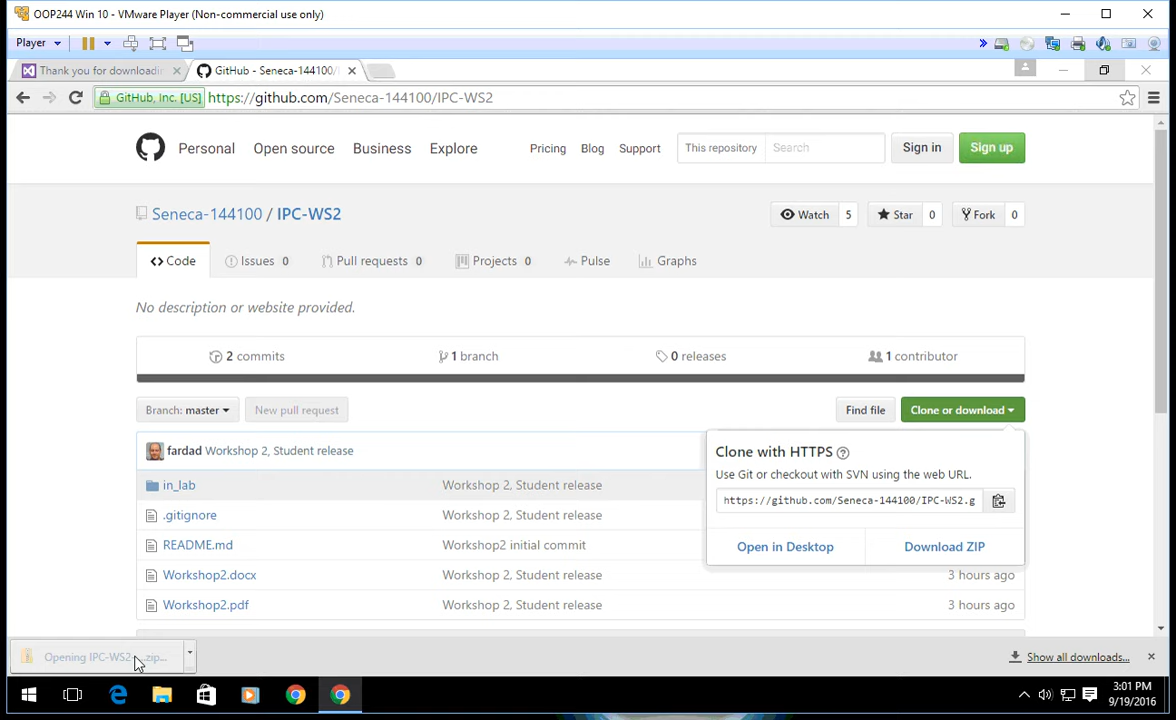 OOP244 Win 10 - VMware Player (Non-commercial use only)
Player
Thank you for downloadin
GitHub - Seneca-144100/I
GitHub, Inc. [US] https://github.com/Seneca-144100/IPC-WS2
Personal Open source Business Explore Pricing Blog Support This repository Search Sign in Sign up
Seneca-144100 / IPC-WS2
Watch 5 Star 0 Fork 0
Code Issues 0 Pull requests 0 Projects 0 Pulse Graphs
No description or website provided.
2 commits 1 branch 0 releases 1 contributor
Branch: master New pull request Find file Clone or download
fardad Workshop 2, Student release
Clone with HTTPS
Use Git or checkout with SVN using the web URL.
https://github.com/Seneca-144100/IPC-WS2.g
Open in Desktop Download ZIP
in_lab Workshop 2, Student release
.gitignore Workshop 2, Student release
README.md Workshop2 initial commit
Workshop2.docx Workshop 2, Student release 3 hours ago
Workshop2.pdf Workshop 2, Student release 3 hours ago
Opening IPC-WS2-....zip...
Show all downloads...
3:01 PM
9/19/2016